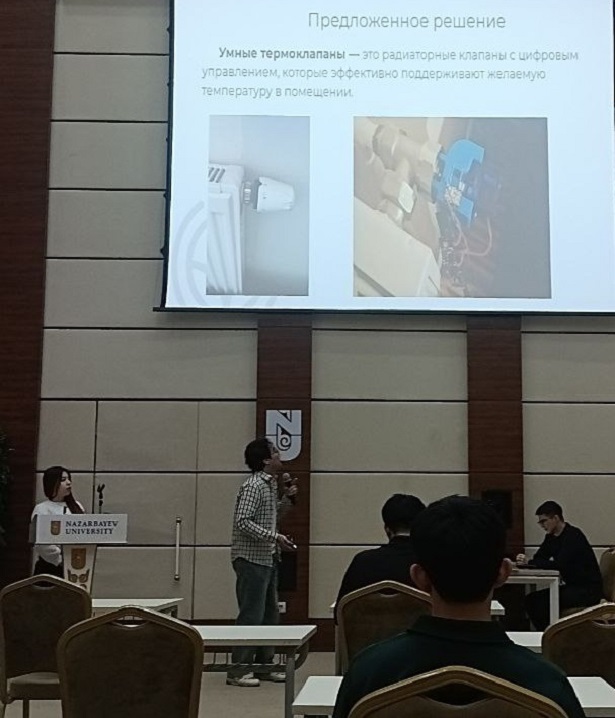 Предложенное решение
Умные термоклапаны — это радиаторные клапаны с цифровым
управлением, которые эффективно поддерживают желаемую
температуру в помещении.
NAZARBAYEV
UNIVERSITY